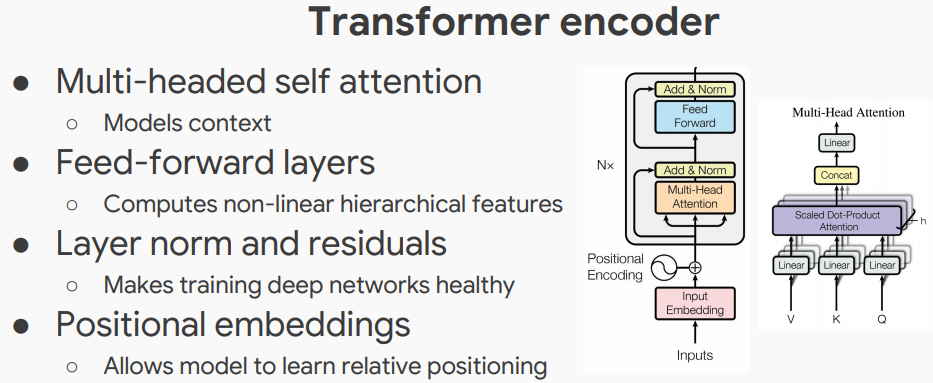 Transformer encoder
● Multi-headed self attention
○ Models context
● Feed-forward layers
○ Computes non-linear hierarchical features
● Layer norm and residuals
○ Makes training deep networks healthy
● Positional embeddings
○ Allows model to learn relative positioning
Add & Norm
Feed
Forward
N×
Add & Norm
Multi-Head
Attention
Positional
Encoding
Input
Embedding
Inputs
Multi-Head Attention
Linear
Concat
Scaled Dot-Product
Attention
h
Linear
Linear
Linear
V
K
Q